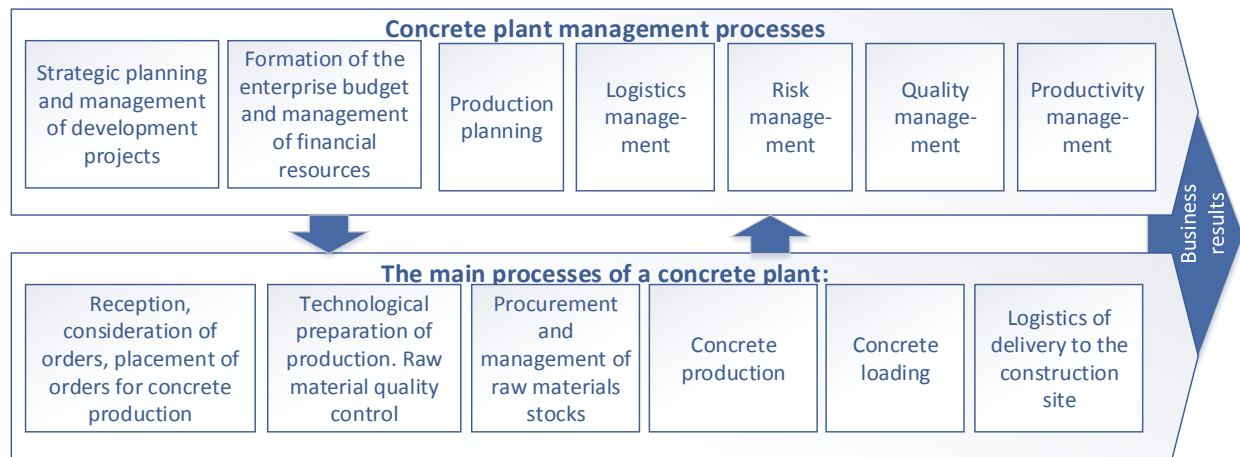 Concrete plant management processes
Strategic planning
and management
of development
projects
Formation of the
enterprise budget
and management
of financial
resources
Production
planning
Logistics
manage-
ment
Risk
manage-
ment
Quality
manage-
ment
Productivity
manage-
ment
Business
results
The main processes of a concrete plant:
Reception,
consideration of
orders, placement of
orders for concrete
production
Technological
preparation of
production. Raw
material quality
control
Procurement
and
management of
raw materials
stocks
Concrete
production
Concrete
loading
Logistics of
delivery to the
construction
site